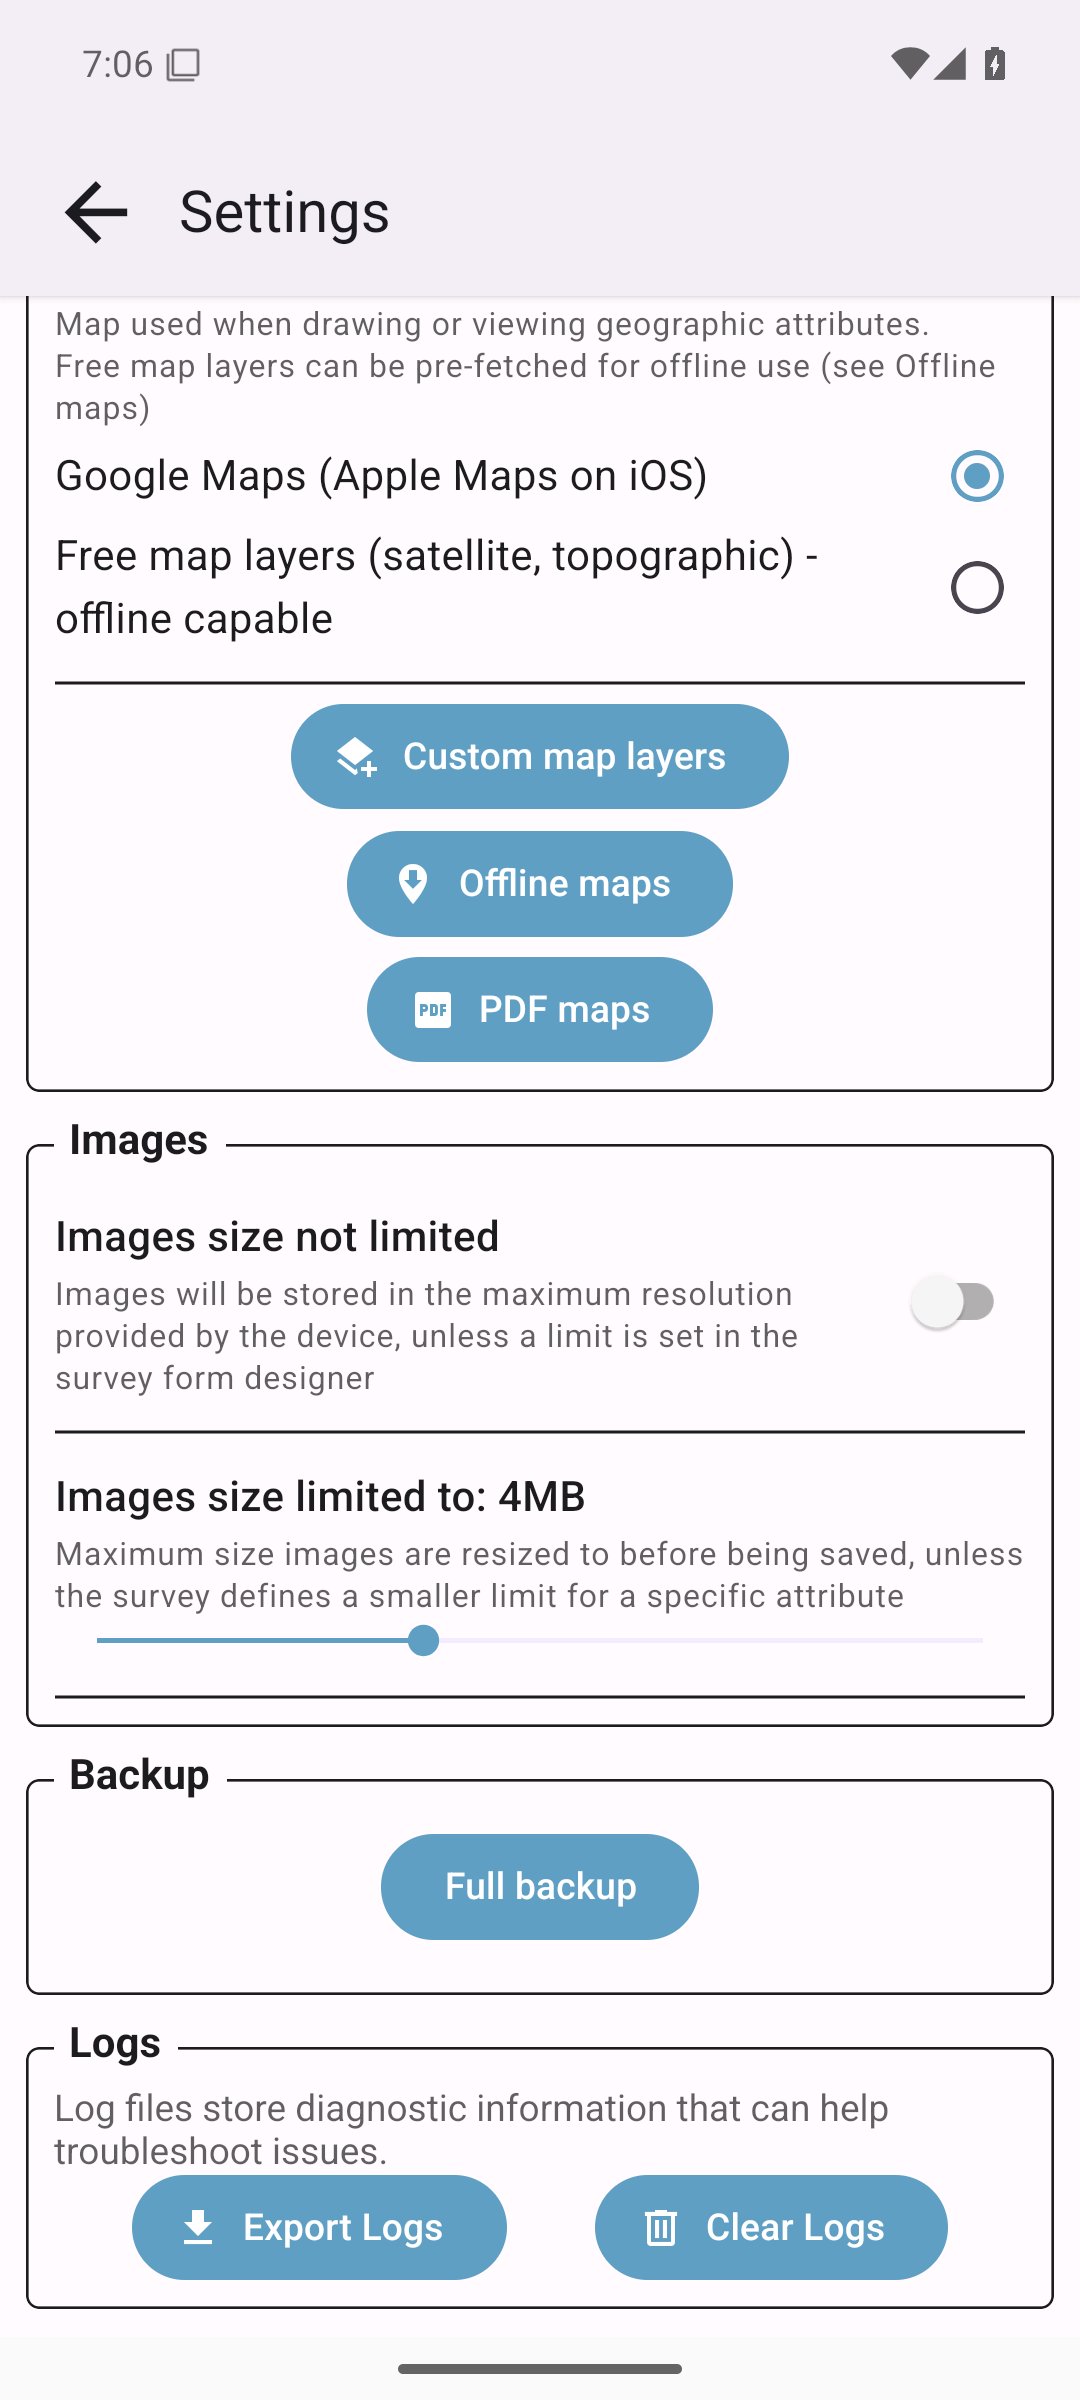 7:06
Settings
Map used when drawing or viewing geographic attributes.
Free map layers can be pre-fetched for offline use (see Offline
maps)
Google Maps (Apple Maps on iOS)
Free map layers (satellite, topographic) -
offline capable
Custom map layers
Offline maps
PDF PDF maps
Images
Images size not limited
Images will be stored in the maximum resolution
provided by the device, unless a limit is set in the
survey form designer
Images size limited to: 4MB
Maximum size images are resized to before being saved, unless
the survey defines a smaller limit for a specific attribute
Backup
Full backup
Logs
Log files store diagnostic information that can help
troubleshoot issues.
Export Logs
Clear Logs